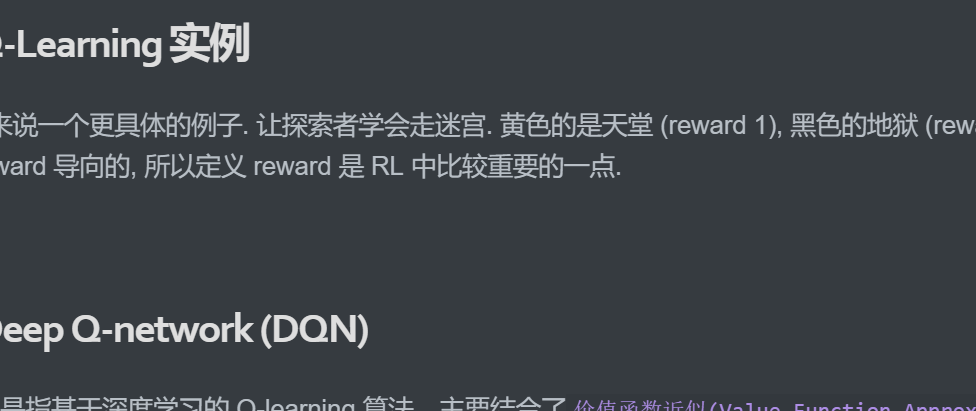 -Learning 实例
来说一个更具体的例子. 让探索者学会走迷宫. 黄色的是天堂 (reward 1), 黑色的地狱 (rew
ward 导向的, 所以定义 reward 是 RL 中比较重要的一点.
Deep Q-network (DQN)
是指基于深度学习的 Q-learning 算法，主要结合了 价值函数近似(Value Function Approx